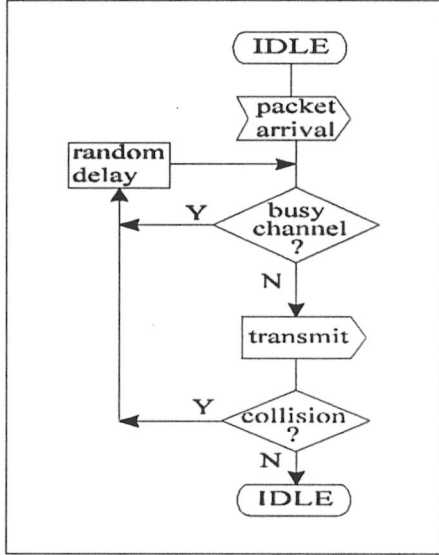 IDLE
packet
arrival
random
delay
busy
channel
?
Y
N
transmit
collision
?
Y
N
IDLE